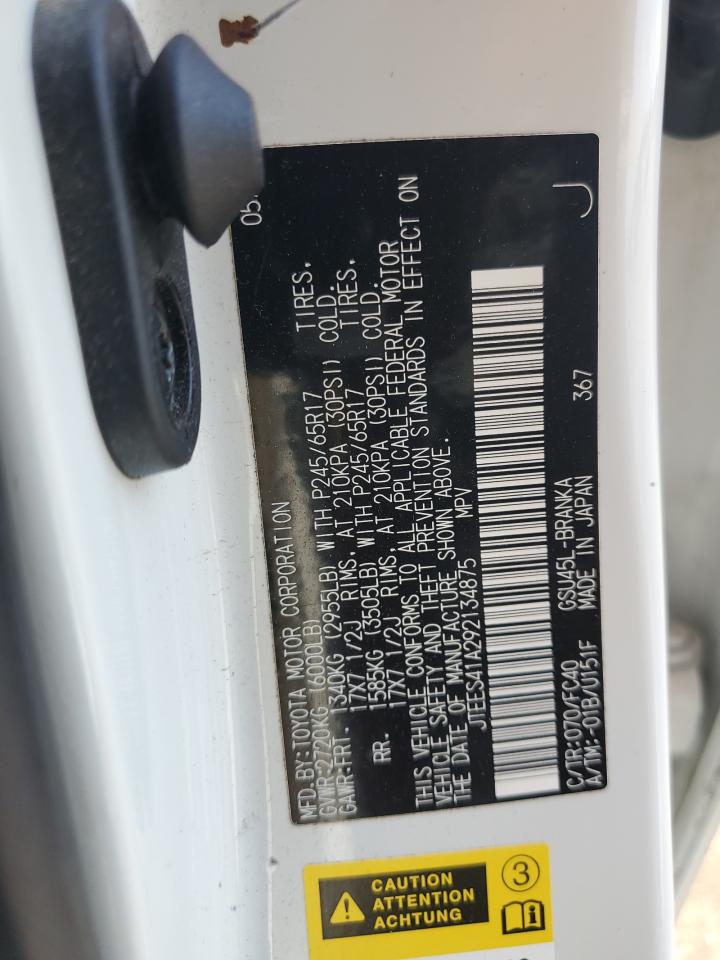 05
MFD.BY:TOYOTA MOTOR CORPORATION
GVWR:2720KG (6000LB)
GAWR:FRT. 1340KG (2955LB) WITH P245/65R17 TIRES,
17X7 1/2J RIMS, AT 210KPA (30PSI) COLD.
RR. 1585KG (3505LB) WITH P245/65R17 TIRES,
17X7 1/2J RIMS, AT 210KPA (30PSI) COLD.
THIS VEHICLE CONFORMS TO ALL APPLICABLE FEDERAL MOTOR
VEHICLE SAFETY AND THEFT PREVENTION STANDARDS IN EFFECT ON
THE DATE OF MANUFACTURE SHOWN ABOVE.
JTEES41A292134875 MPV
C/TR:070/FC40 GSU45L-BRANKA
A/TM:-01B/U151F MADE IN JAPAN 367
J
CAUTION
ATTENTION
ACHTUNG
3